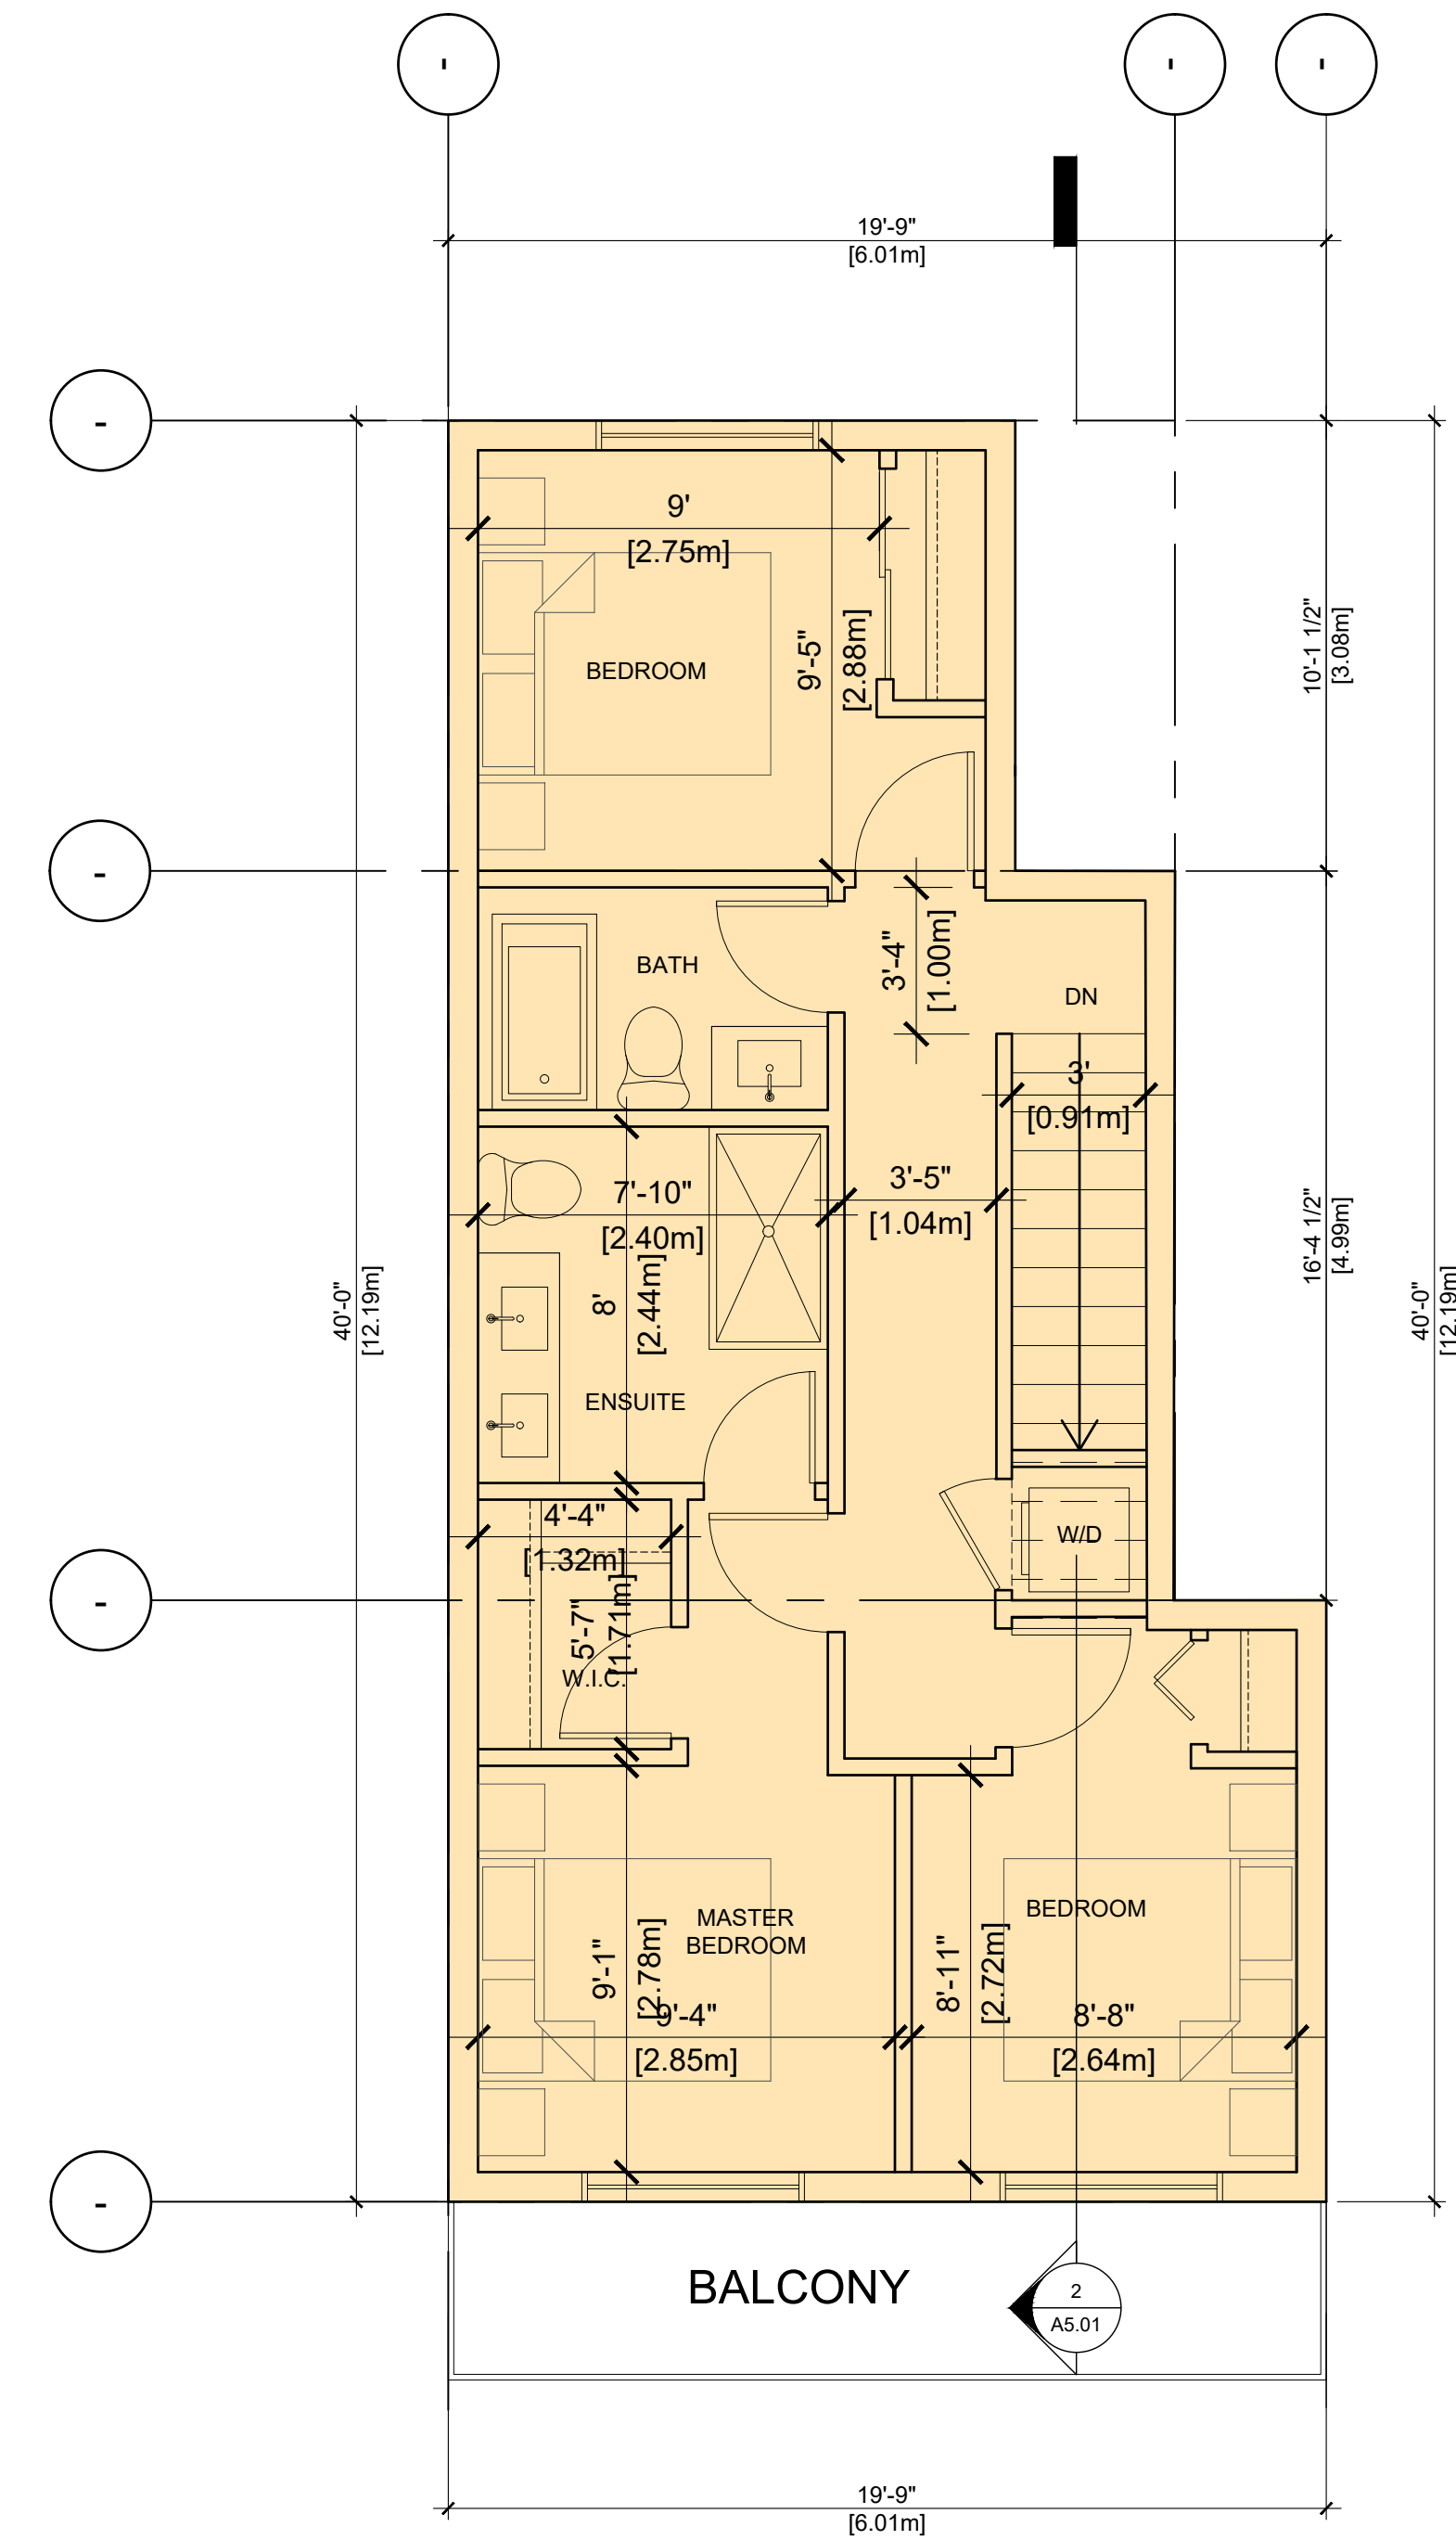 -
-
-
19'-9"
[6.01m]
-
9'
[2.75m]
9'-5"
[2.88m]
BEDROOM
10'-1 1/2"
[3.08m]
-
BATH
3'-4"
[1.00m]
DN
3'
[0.91m]
7'-10"
[2.40m]
3'-5"
[1.04m]
8'
[2.44m]
16'-4 1/2"
[4.99m]
40'-0"
[12.19m]
40'-0"
[12.19m]
ENSUITE
4'-4"
[1.32m]
W/D
-
5'-7"
[1.71m]
W.I.C.
MASTER
BEDROOM
BEDROOM
9'-1"
[2.78m]
8'-11"
[2.72m]
9'-4"
[2.85m]
8'-8"
[2.64m]
-
BALCONY
2
A5.01
19'-9"
[6.01m]